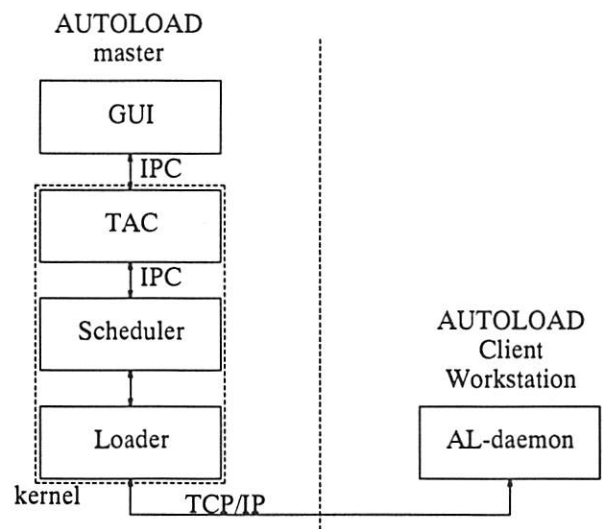 AUTOLOAD
master
GUI
IPC
TAC
IPC
Scheduler
Loader
kernel
TCP/IP
AUTOLOAD
Client
Workstation
AL-daemon